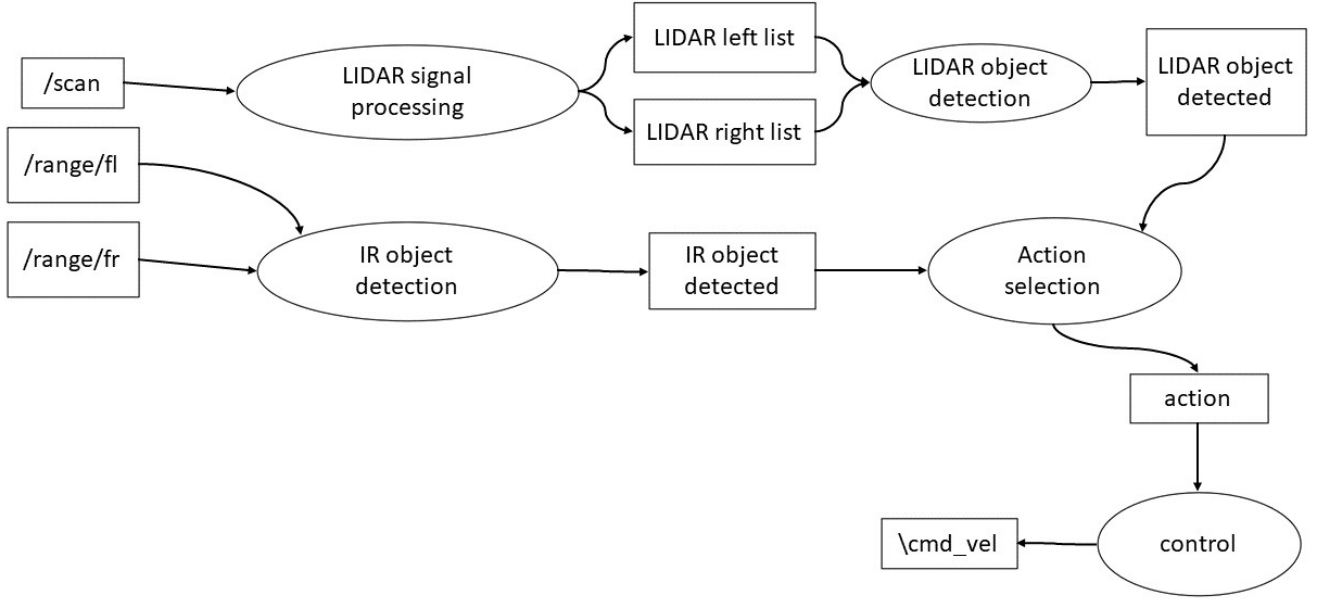 /scan
LIDAR signal
processing
LIDAR left list
LIDAR right list
LIDAR object
detection
LIDAR object
detected
/range/fl
/range/fr
IR object
detection
IR object
detected
Action
selection
action
control
\cmd_vel